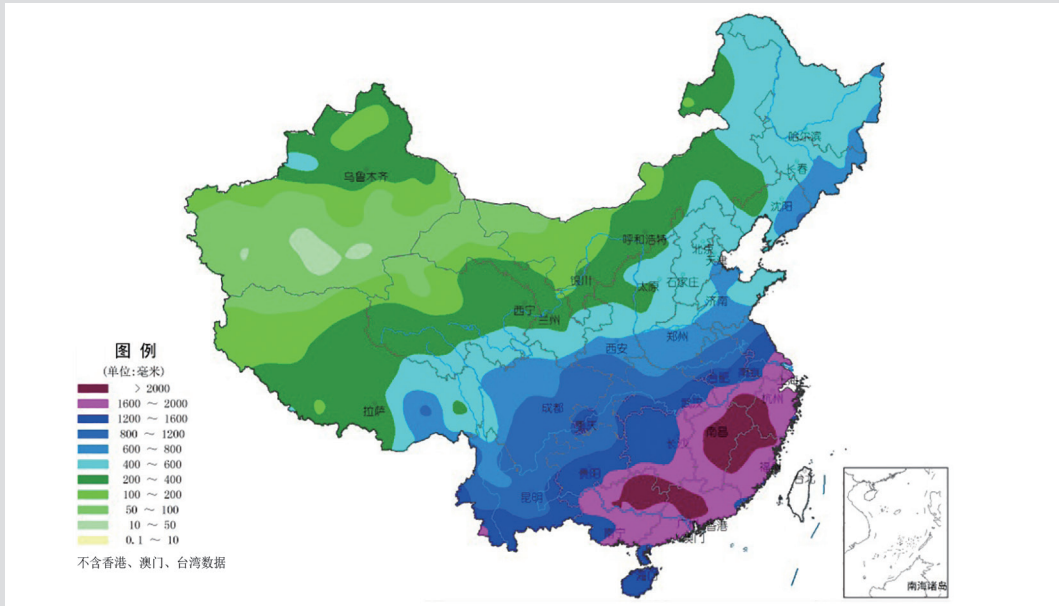 哈尔滨
长春
乌鲁木齐
沈阳
呼和浩特
北京
天津
银川
太原
石家庄
西宁
济南
兰州
郑州
西安
图 例
(单位:毫米)
> 2000
1600 ~ 2000
1200 ~ 1600
800 ~ 1200
600 ~ 800
400 ~ 600
200 ~ 400
100 ~ 200
50 ~ 100
10 ~ 50
0.1 ~ 10
不含香港、澳门、台湾数据
合肥
南京
上海
杭州
武汉
成都
拉萨
重庆
南昌
长沙
贵阳
台北
昆明
香港
澳门
南宁
海口
南海诸岛